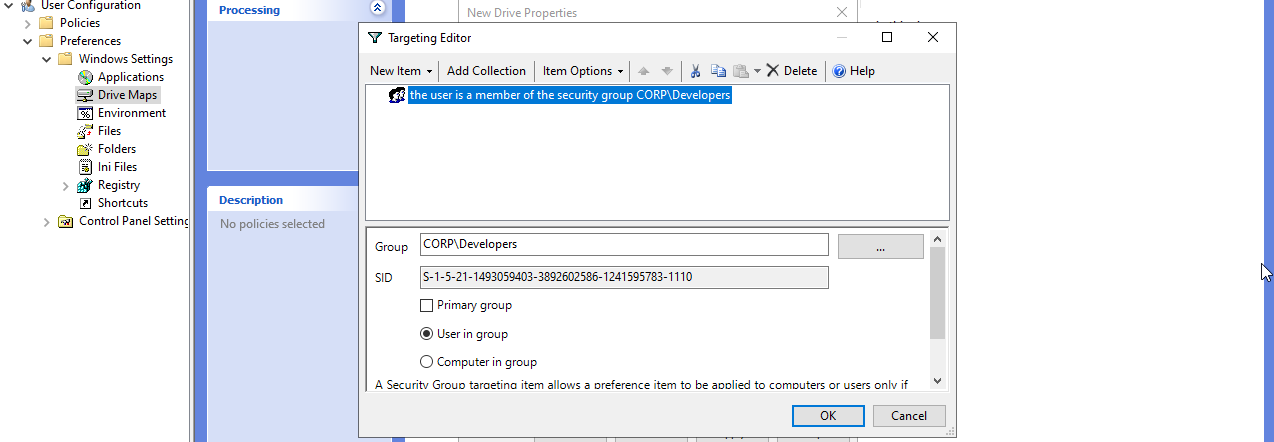 User Configuration
Policies
Preferences
Windows Settings
Applications
Drive Maps
Environment
Files
Folders
Ini Files
Registry
Shortcuts
Control Panel Setting
Processing
Description
No policies selected
New Drive Properties
Targeting Editor
New Item
Add Collection
Item Options
Delete
Help
the user is a member of the security group CORP\Developers
Group
CORP\Developers
...
SID
S-1-5-21-1493059403-3892602586-1241595783-1110
Primary group
User in group
Computer in group
A Security Group targeting item allows a preference item to be applied to computers or users only if
OK
Cancel